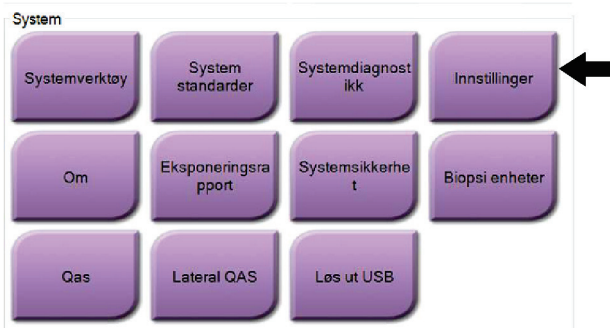 System
Systemverktøy
System
standarder
Systemdiagnost
ikk
Innstillinger
Om
Eksponeringsra
pport
Systemsikkerhe
t
Biopsi enheter
Qas
Lateral QAS
Løs ut USB